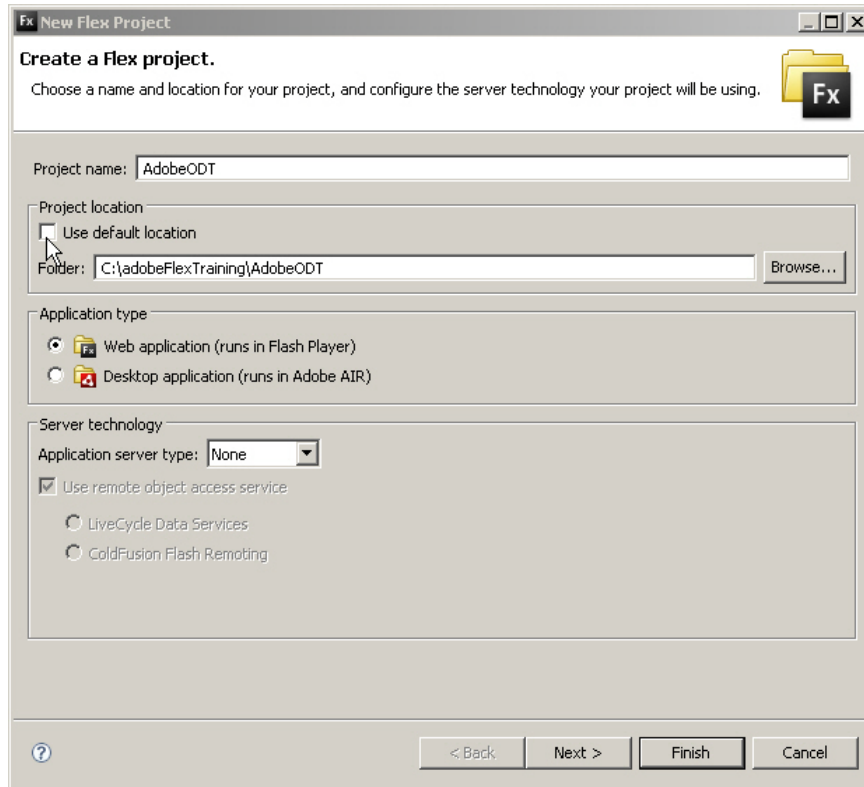 Fx New Flex Project
Create a Flex project.
Choose a name and location for your project, and configure the server technology your project will be using.
Fx
Project name: AdobeODT
Project location
Use default location
Folder: C:\adobeFlexTraining\AdobeODT Browse...
Application type
Fx Web application (runs in Flash Player)
Desktop application (runs in Adobe AIR)
Server technology
Application server type: None
Use remote object access service
LiveCycle Data Services
ColdFusion Flash Remoting
? < Back Next > Finish Cancel